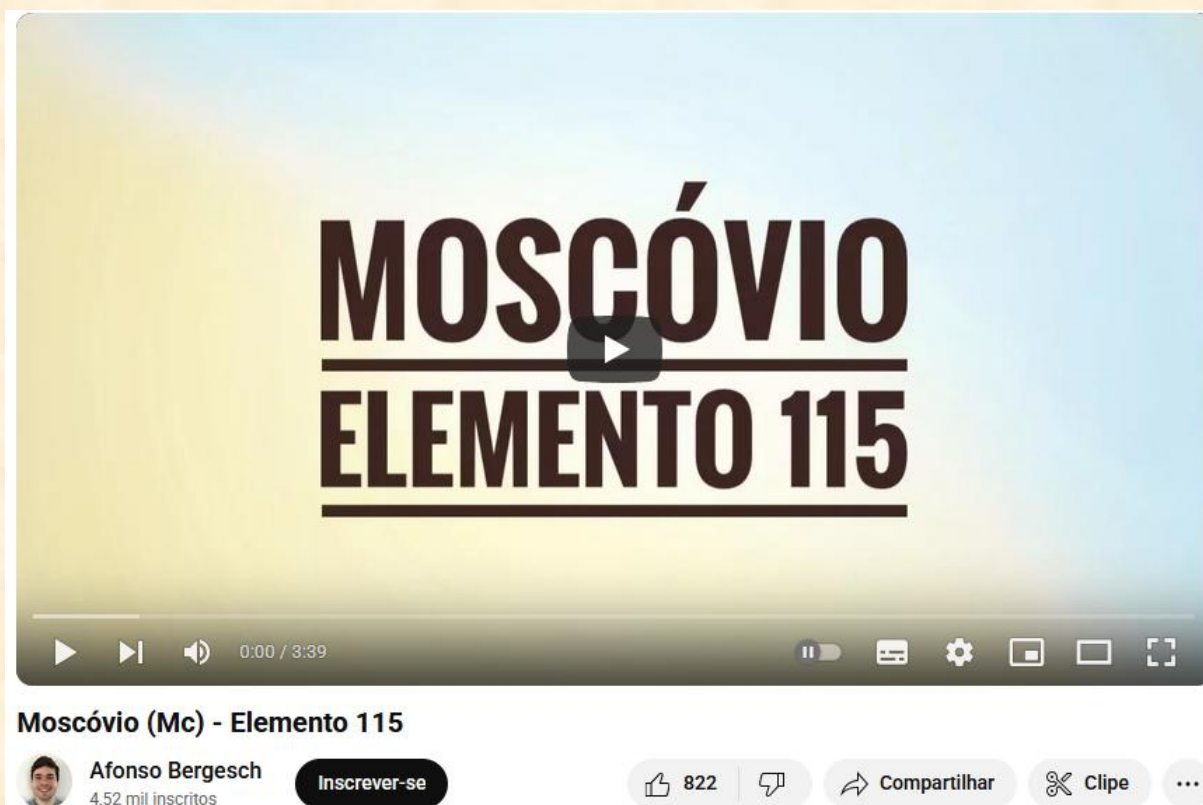 MOSCÓVIO
ELEMENTO 115
0:00 / 3:39
Moscóvio (Mc) - Elemento 115
Afonso Bergesch
4,52 mil inscritos
Inscrever-se
822
Compartilhar
Clipe